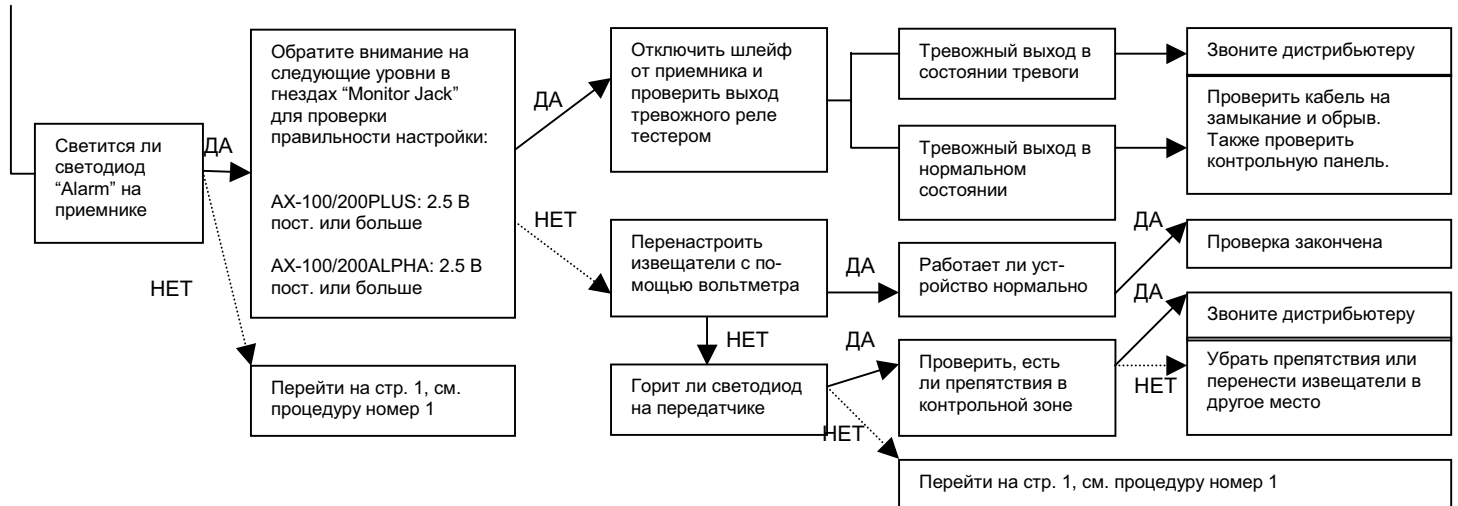 Светится ли
светодиод
“Alarm” на
приемнике
ДА
НЕТ
Обратите внимание на
следующие уровни в
гнездах “Monitor Jack”
для проверки
правильности настройки:
AX-100/200PLUS: 2.5 В
пост. или больше
AX-100/200ALPHA: 2.5 В
пост. или больше
Перейти на стр. 1, см.
процедуру номер 1
ДА
НЕТ
Отключить шлейф
от приемника и
проверить выход
тревожного реле
тестером
Тревожный выход в
состоянии тревоги
Звоните дистрибьютеру
Тревожный выход в
нормальном
состоянии
Проверить кабель на
замыкание и обрыв.
Также проверить
контрольную панель.
Перенастроить
извещатели с по-
мощью вольтметра
ДА
НЕТ
Работает ли уст-
ройство нормально
ДА
Проверка закончена
Горит ли светодиод
на передатчике
ДА
НЕТ
Проверить, есть
ли препятствия в
контрольной зоне
ДА
НЕТ
Звоните дистрибьютеру
Убрать препятствия или
перенести извещатели в
другое место
Перейти на стр. 1, см. процедуру номер 1